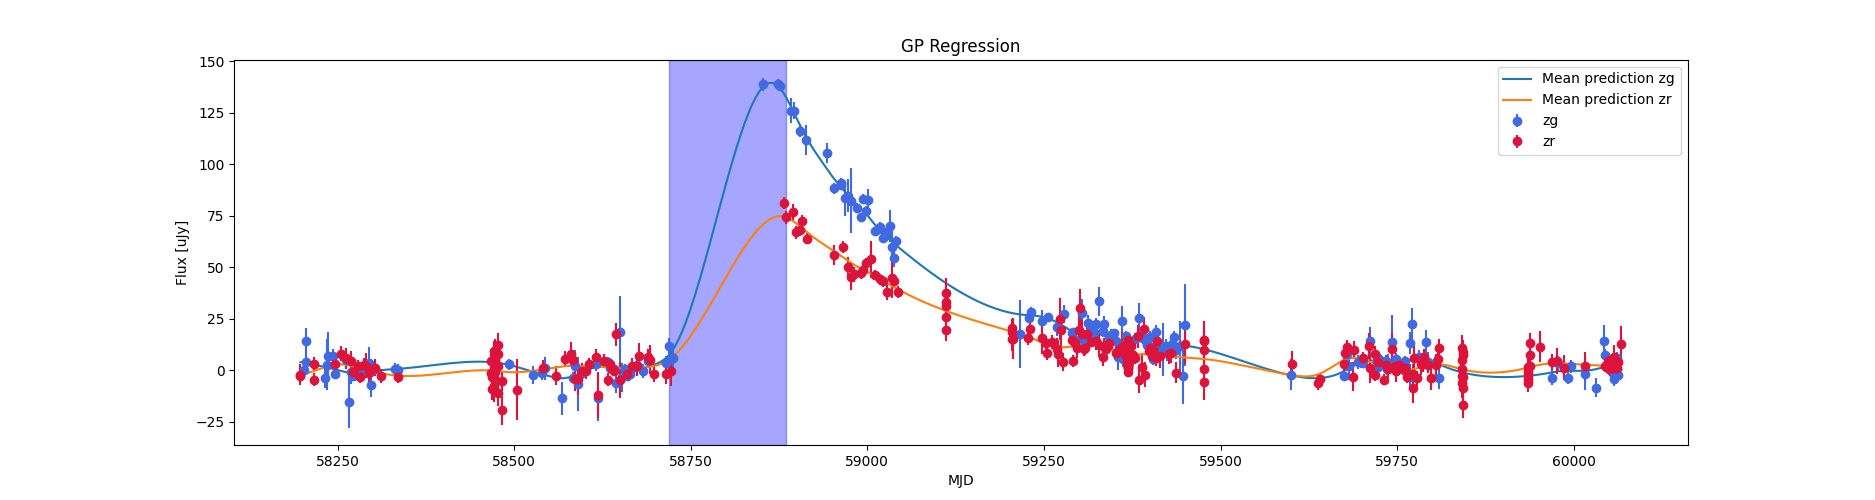 GP Regression
150
125
100
75
50
25
0
−25
Flux [uJy]
58250
58500
58750
59000
59250
59500
59750
60000
MJD
Mean prediction zg
Mean prediction zr
zg
zr